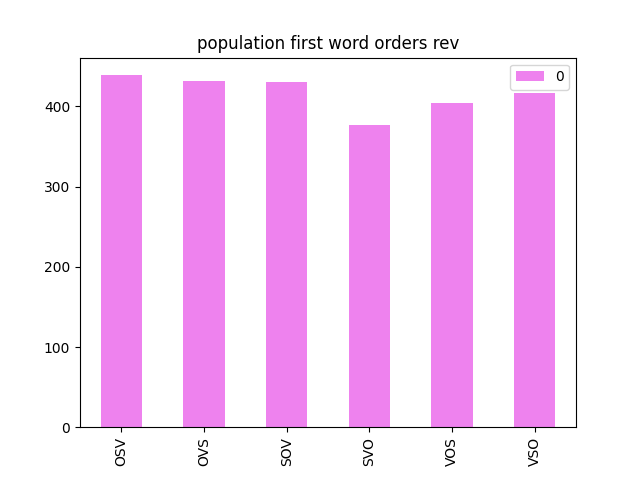 population first word orders rev
0
400
300
200
100
0
OSV
OVS
SOV
SVO
VOS
VSO